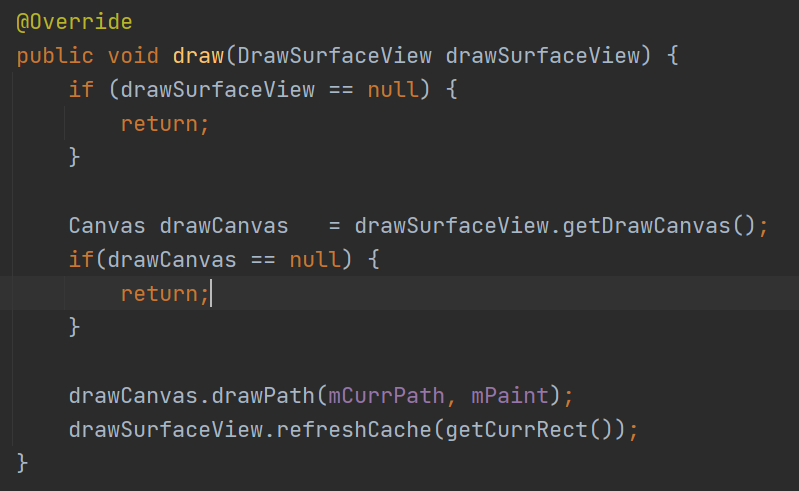 @Override
public void draw(DrawSurfaceView drawSurfaceView) {
    if (drawSurfaceView == null) {
        return;
    }

    Canvas drawCanvas   = drawSurfaceView.getDrawCanvas();
    if(drawCanvas == null) {
        return;
    }

    drawCanvas.drawPath(mCurrPath, mPaint);
    drawSurfaceView.refreshCache(getCurrRect());
}